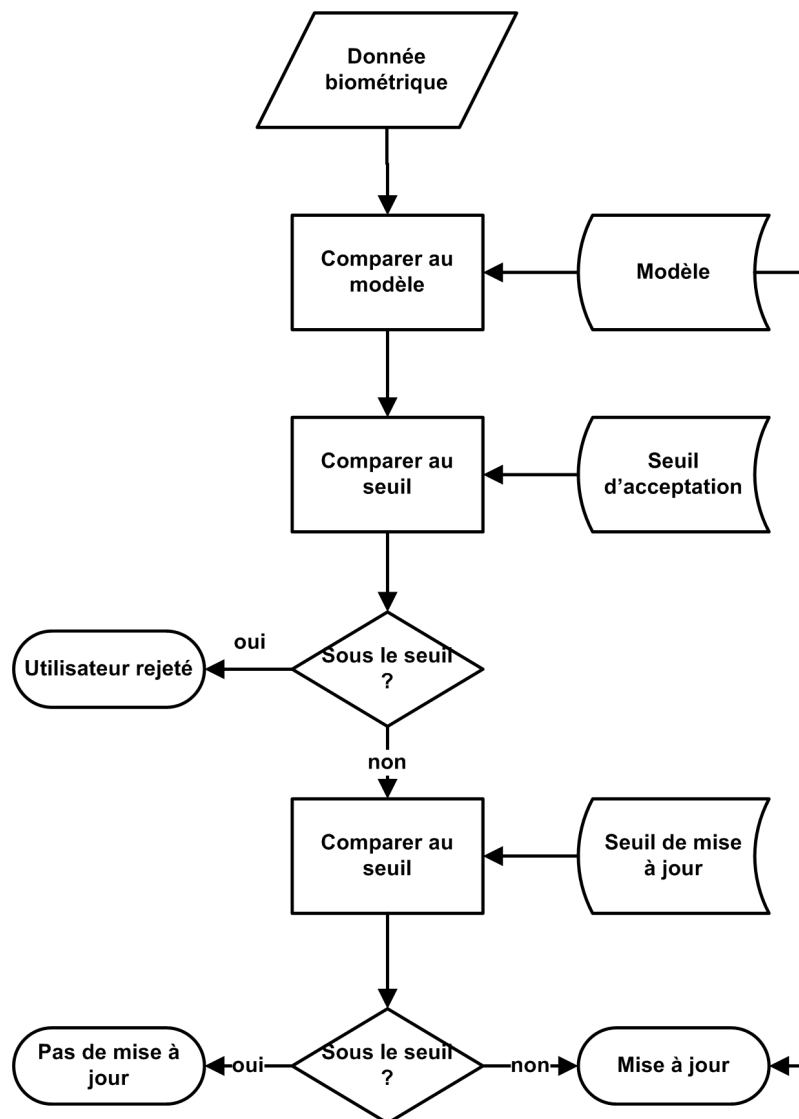 Donnée
biométrique
Comparer au
modèle
Modèle
Comparer au
seuil
Seuil
d’acceptation
oui
Utilisateur rejeté
Sous le seuil
?
non
Comparer au
seuil
Seuil de mise
à jour
Pas de mise à
jour
oui
Sous le seuil
?
non
Mise à jour